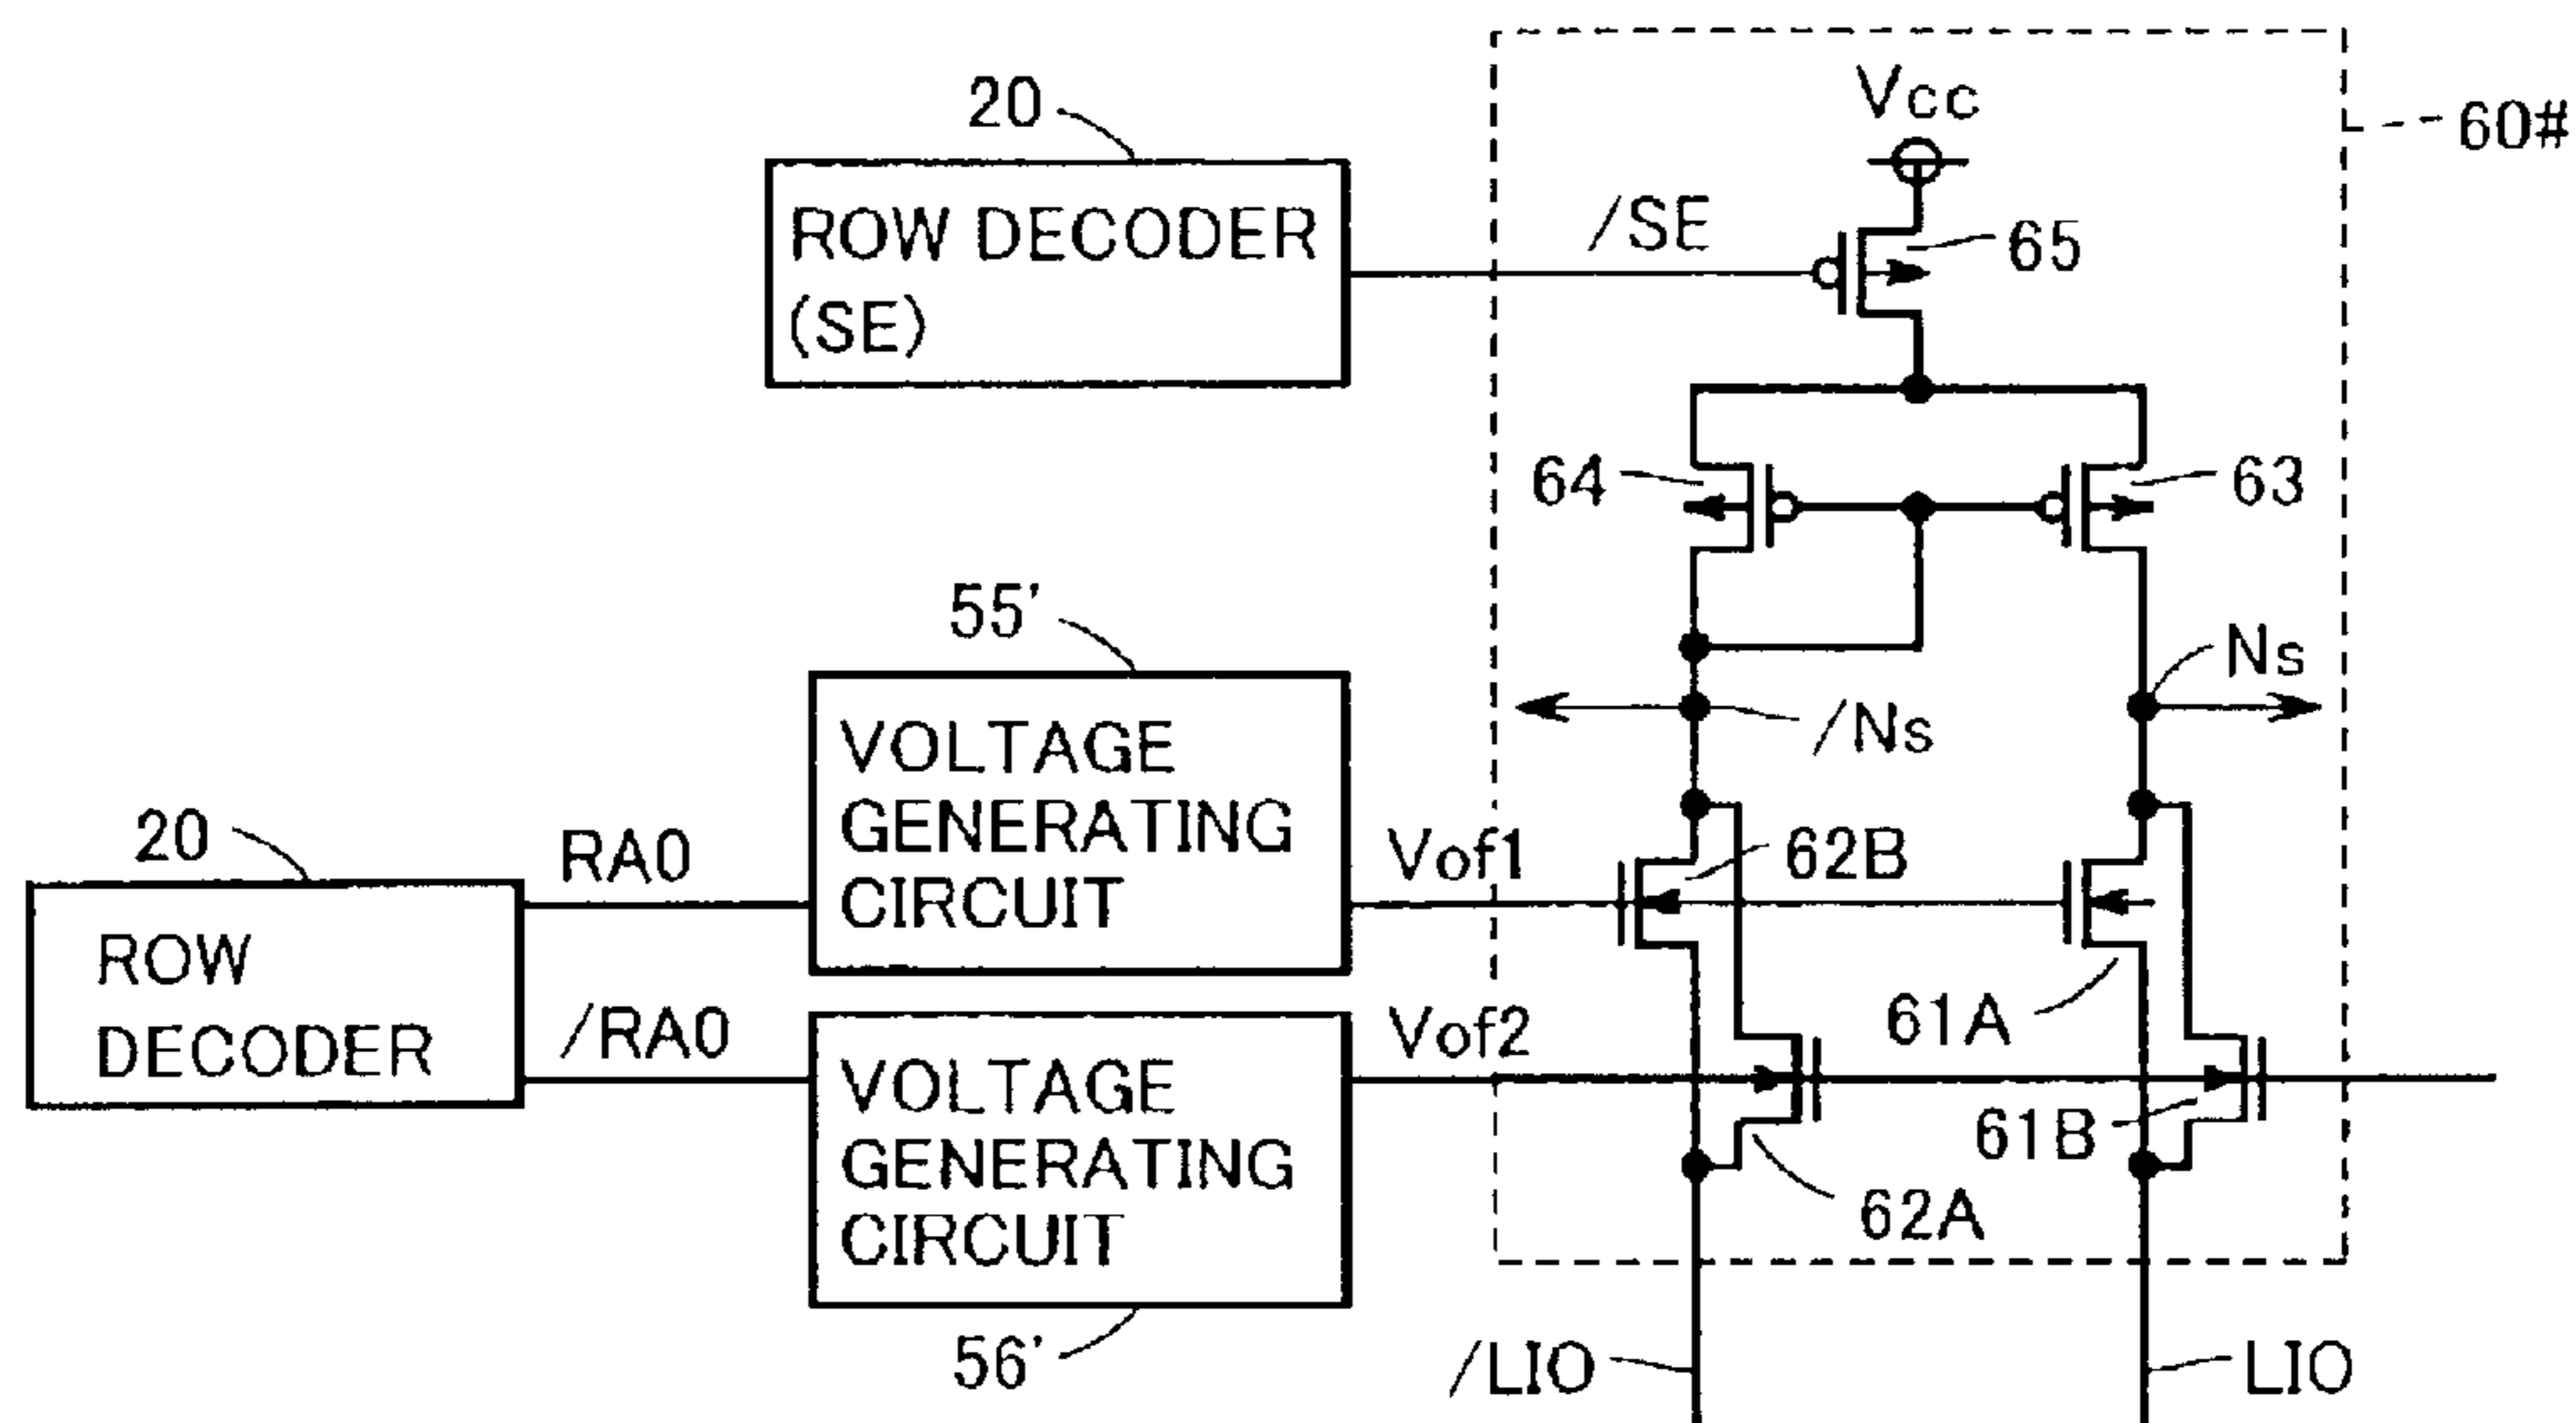 Vcc
60#
20
ROW DECODER
(SE)
/SE
65
64
63
55'
VOLTAGE
GENERATING
CIRCUIT
Ns
/Ns
20
ROW
DECODER
RA0
/RA0
Vof1
62B
61A
Vof2
VOLTAGE
GENERATING
CIRCUIT
61B
62A
56'
/LIO
LIO